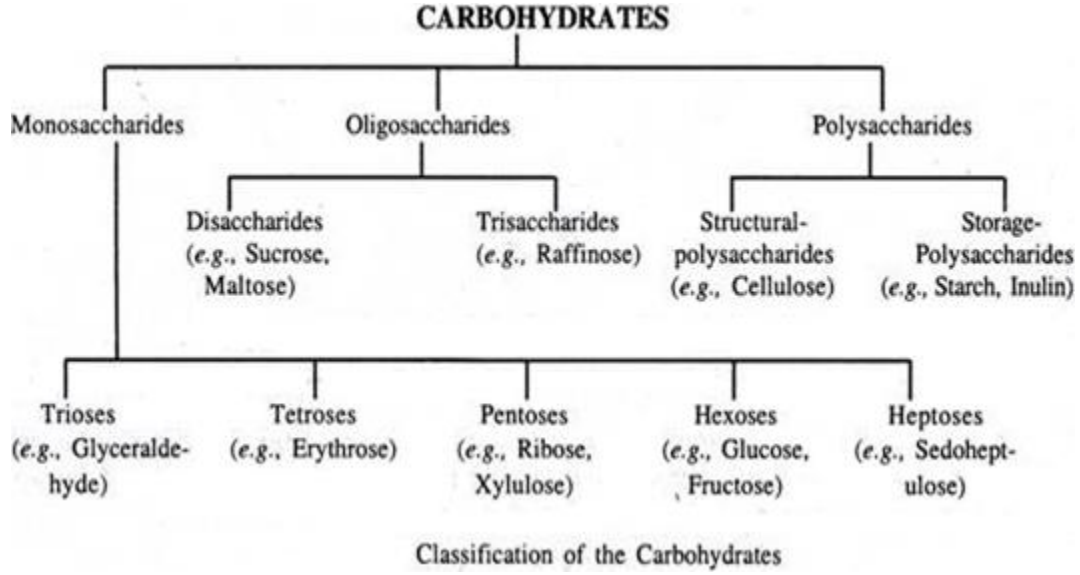 CARBOHYDRATES
Monosaccharides
Oligosaccharides
Polysaccharides
Disaccharides
(e.g., Sucrose,
Maltose)
Trisaccharides
(e.g., Raffinose)
Structural-
polysaccharides
(e.g., Cellulose)
Storage-
Polysaccharides
(e.g., Starch, Inulin)
Trioses
(e.g., Glyceralde-
hyde)
Tetroses
(e.g., Erythrose)
Pentoses
(e.g., Ribose,
Xylulose)
Hexoses
(e.g., Glucose,
Fructose)
Heptoses
(e.g., Sedohept-
ulose)
Classification of the Carbohydrates